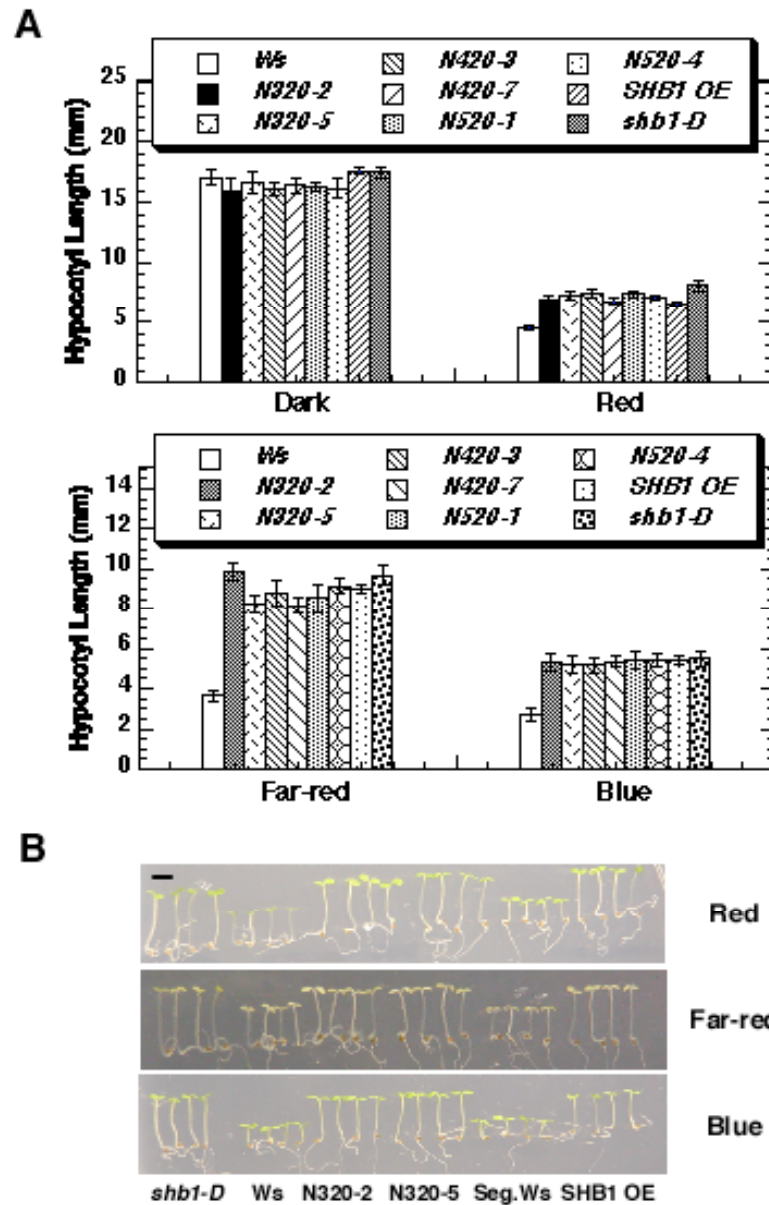 A
Ws N420-3 N520-4
N320-2 N420-7 SHB1 OE
N320-5 N520-1 shb1-D
Hypocotyl Length (mm)
25
20
15
10
5
0
Dark Red
Ws N420-3 N520-4
N320-2 N420-7 SHB1 OE
N320-5 N520-1 shb1-D
Hypocotyl Length (mm)
14
12
10
8
6
4
2
0
Far-red Blue
B
Red
Far-red
Blue
shb1-D Ws N320-2 N320-5 Seg.Ws SHB1 OE